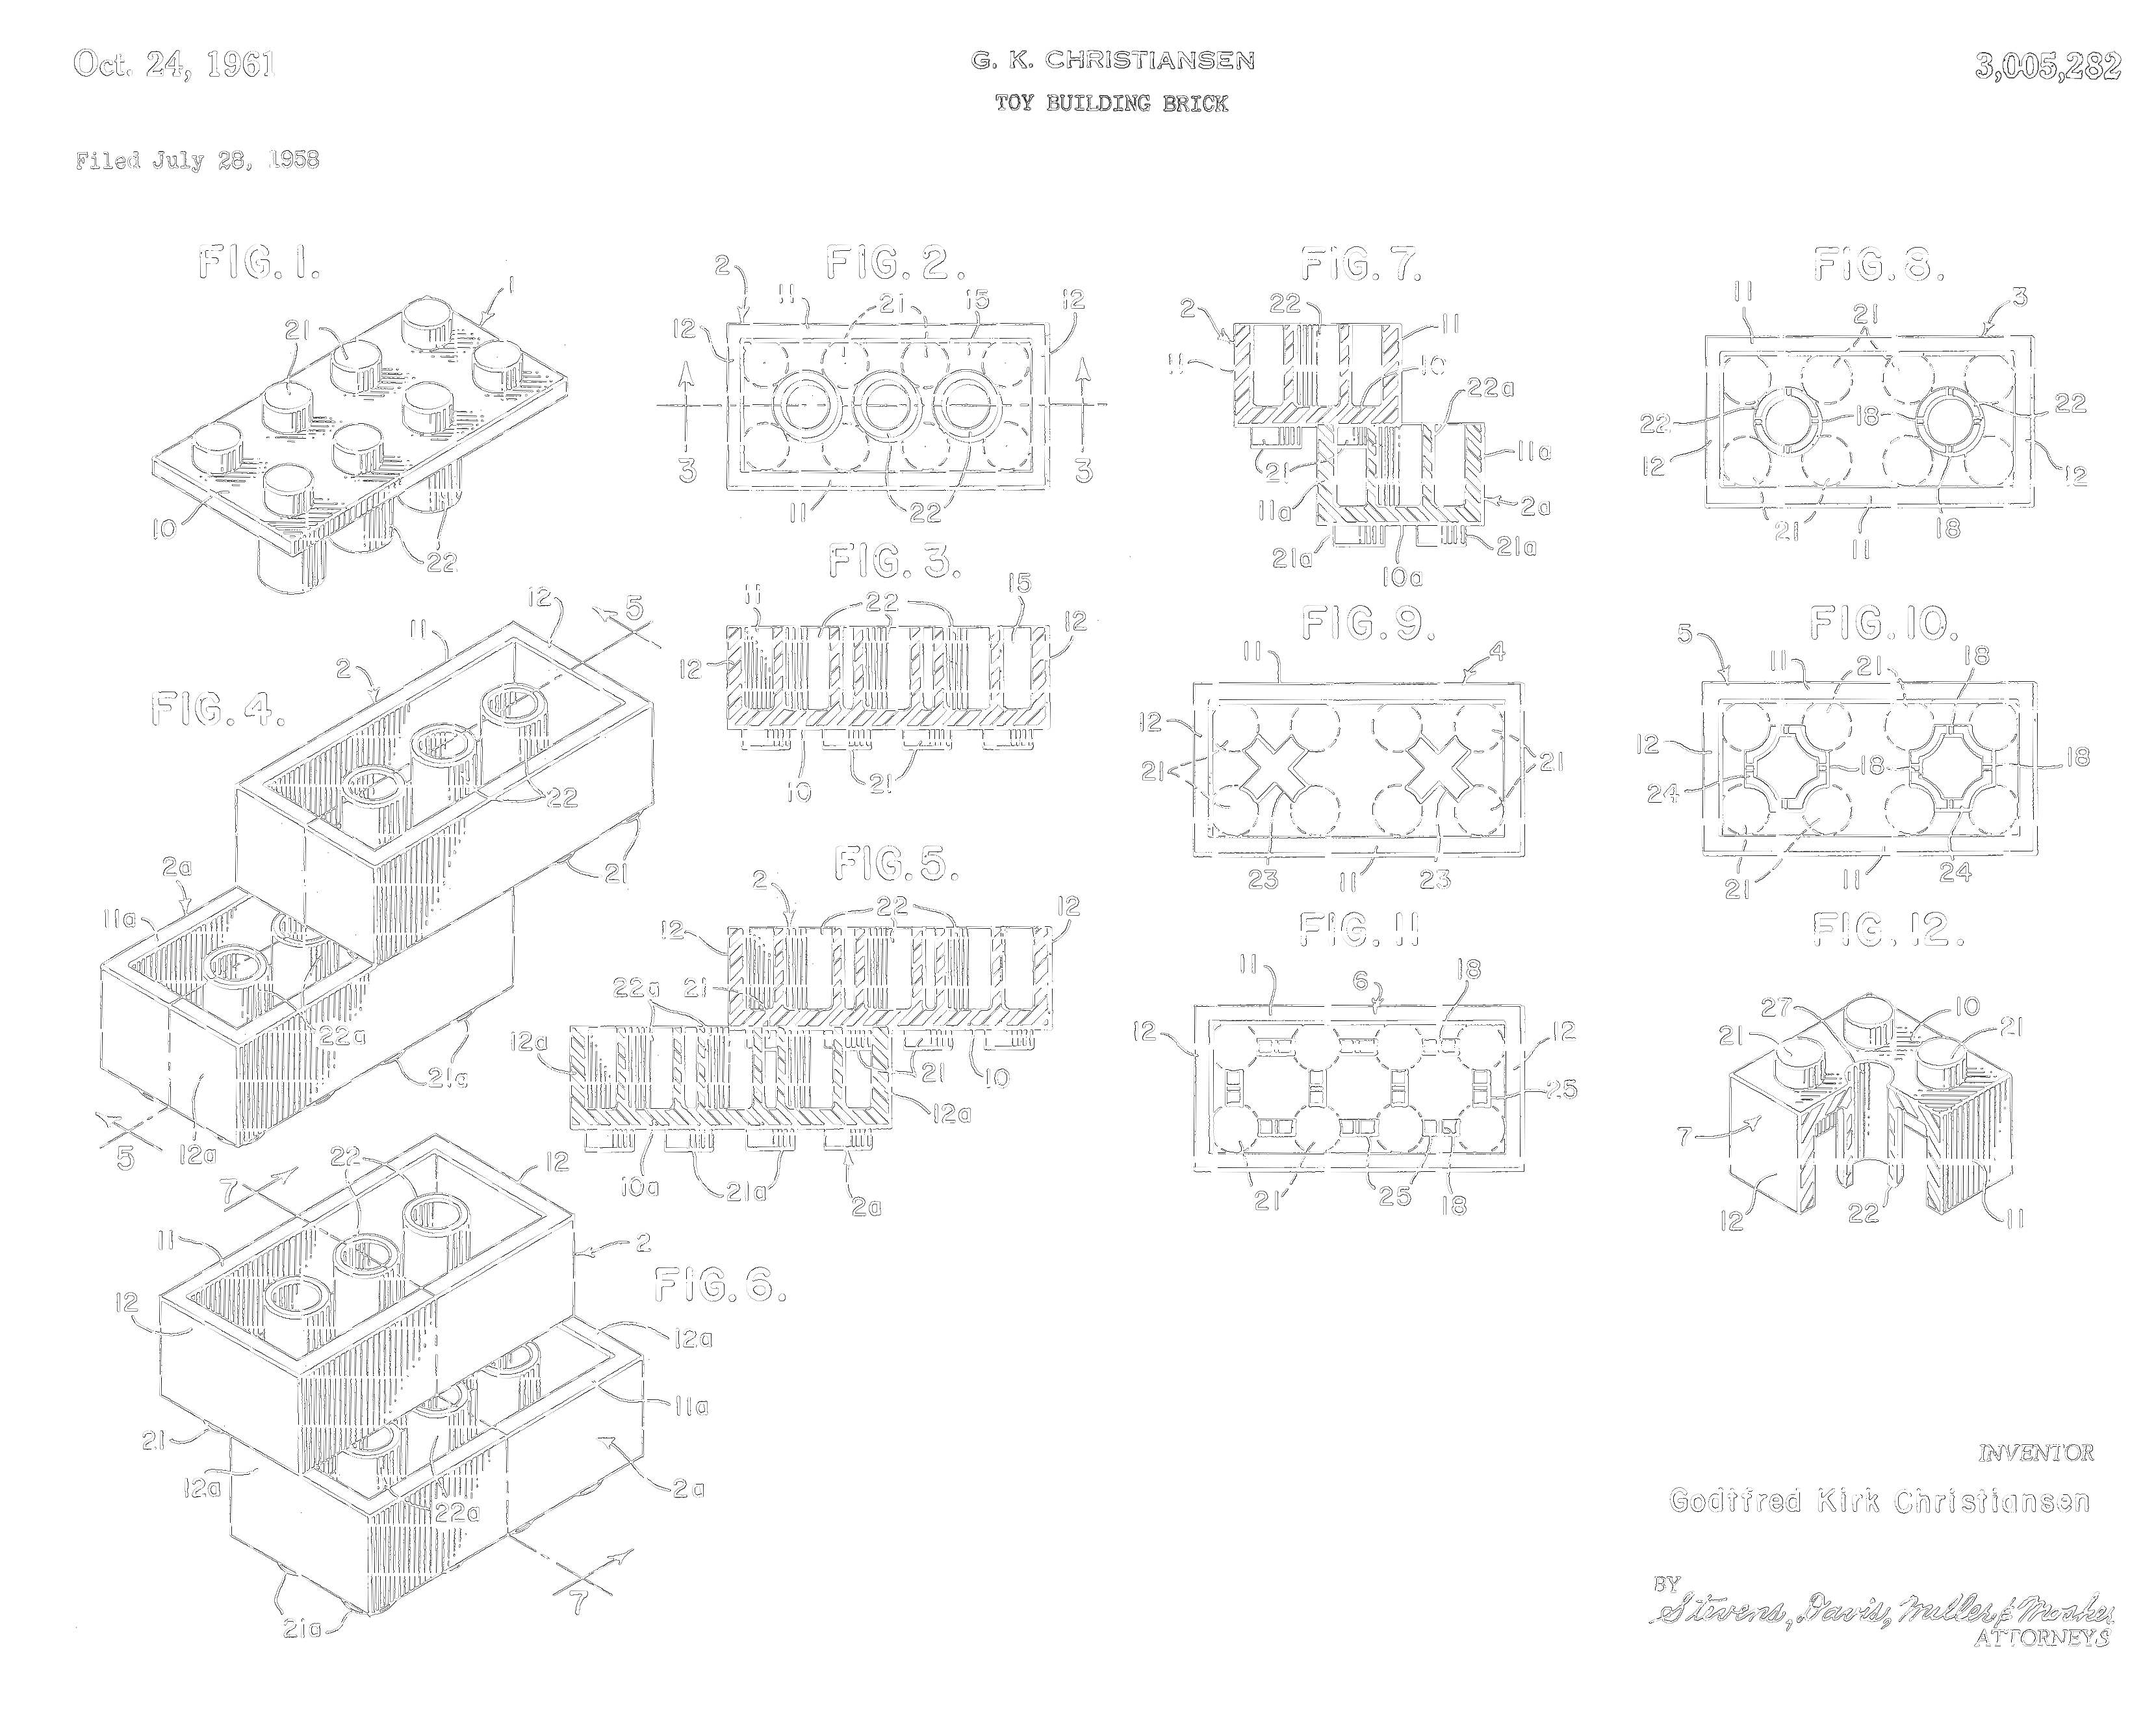 Oct. 24, 1961
G. K. CHRISTIANSEN
3,005,282
TOY BUILDING BRICK
Filed July 28, 1958
FIG. 1.
1
21
10
22
FIG. 2.
2
11
21
15
12
12
3
3
11
22
FIG. 3.
11
22
15
12
12
10
21
FIG. 4.
12
5
11
2
22
21
2a
11a
22a
21a
5
12a
FIG. 5.
2
22
12
12
22a
21
12a
21
10
12a
10a
21a
2a
FIG. 6.
22
12
7
11
2
12
12a
11a
21
12a
22a
2a
7
21a
FIG. 7.
2
22
11
11
10
22a
11a
21
11a
2a
21a
21a
10a
FIG. 8.
11
21
3
22
18
22
12
12
21
18
11
FIG. 9.
11
4
12
21
21
23
11
23
FIG. 10.
5
11
21
18
12
18
18
24
21
11
24
FIG. 11
11
6
18
12
12
25
21
25
18
FIG. 12.
27
10
21
21
7
12
22
11
INVENTOR
Godtfred Kirk Christiansen
BY
Stevens, Davis, Miller & Mosher
ATTORNEYS